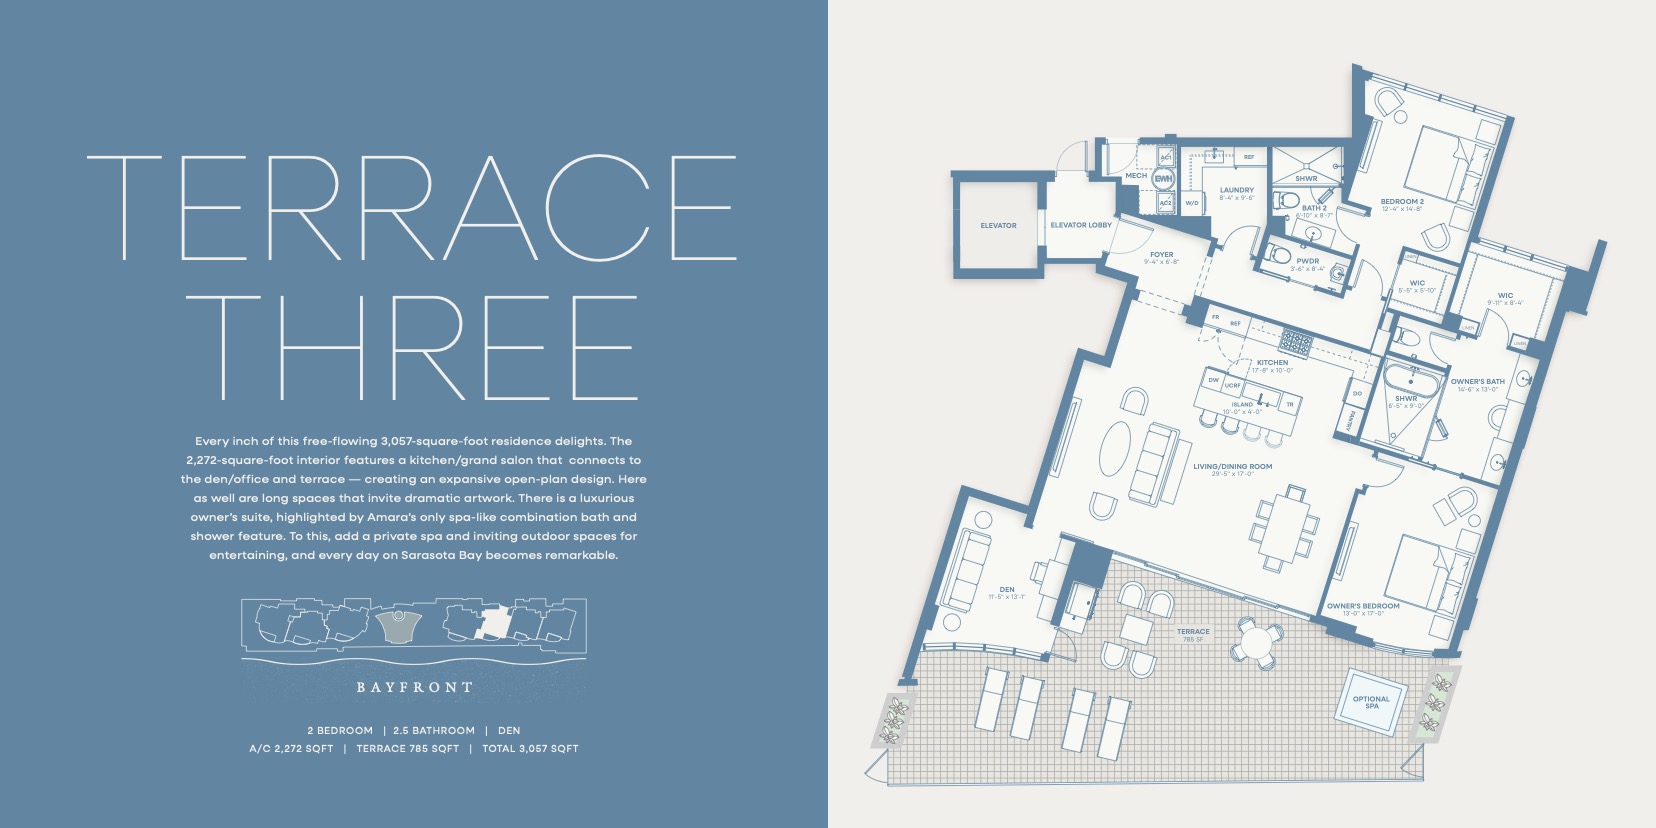 TERRACE
THREE
Every inch of this free-flowing 3,057-square-foot residence delights. The
2,272-square-foot interior features a kitchen/grand salon that  connects to
the den/office and terrace — creating an expansive open-plan design. Here
as well are long spaces that invite dramatic artwork. There is a luxurious
owner's suite, highlighted by Amara's only spa-like combination bath and
shower feature. To this, add a private spa and inviting outdoor spaces for
entertaining, and every day on Sarasota Bay becomes remarkable.
BAYFRONT
2 BEDROOM | 2.5 BATHROOM | DEN
A/C 2,272 SQFT | TERRACE 785 SQFT | TOTAL 3,057 SQFT
ELEVATOR
ELEVATOR LOBBY
MECH
AC1
EWH
AC2
W/D
REF
LAUNDRY
8'-4" x 9'-6"
SHWR
BATH 2
6'-10" x 8'-7"
BEDROOM 2
12'-4" x 14'-8"
FOYER
9'-4" x 6'-8"
PWDR
3'-6" x 8'-4"
LINEN
WIC
5'-5" x 5'-10"
WIC
9'-11" x 8'-4"
LINEN
LINEN
FR
REF
KITCHEN
17'-8" x 10'-0"
DW
UCRF
ISLAND
10'-0" x 4'-0"
TR
DO
PANTRY
SHWR
6'-5" x 9'-0"
OWNER'S BATH
14'-6" x 13'-0"
LIVING/DINING ROOM
29'-5" x 17'-0"
DEN
11'-5" x 13'-1"
OWNER'S BEDROOM
13'-0" x 17'-0"
TERRACE
785 SF
OPTIONAL
SPA